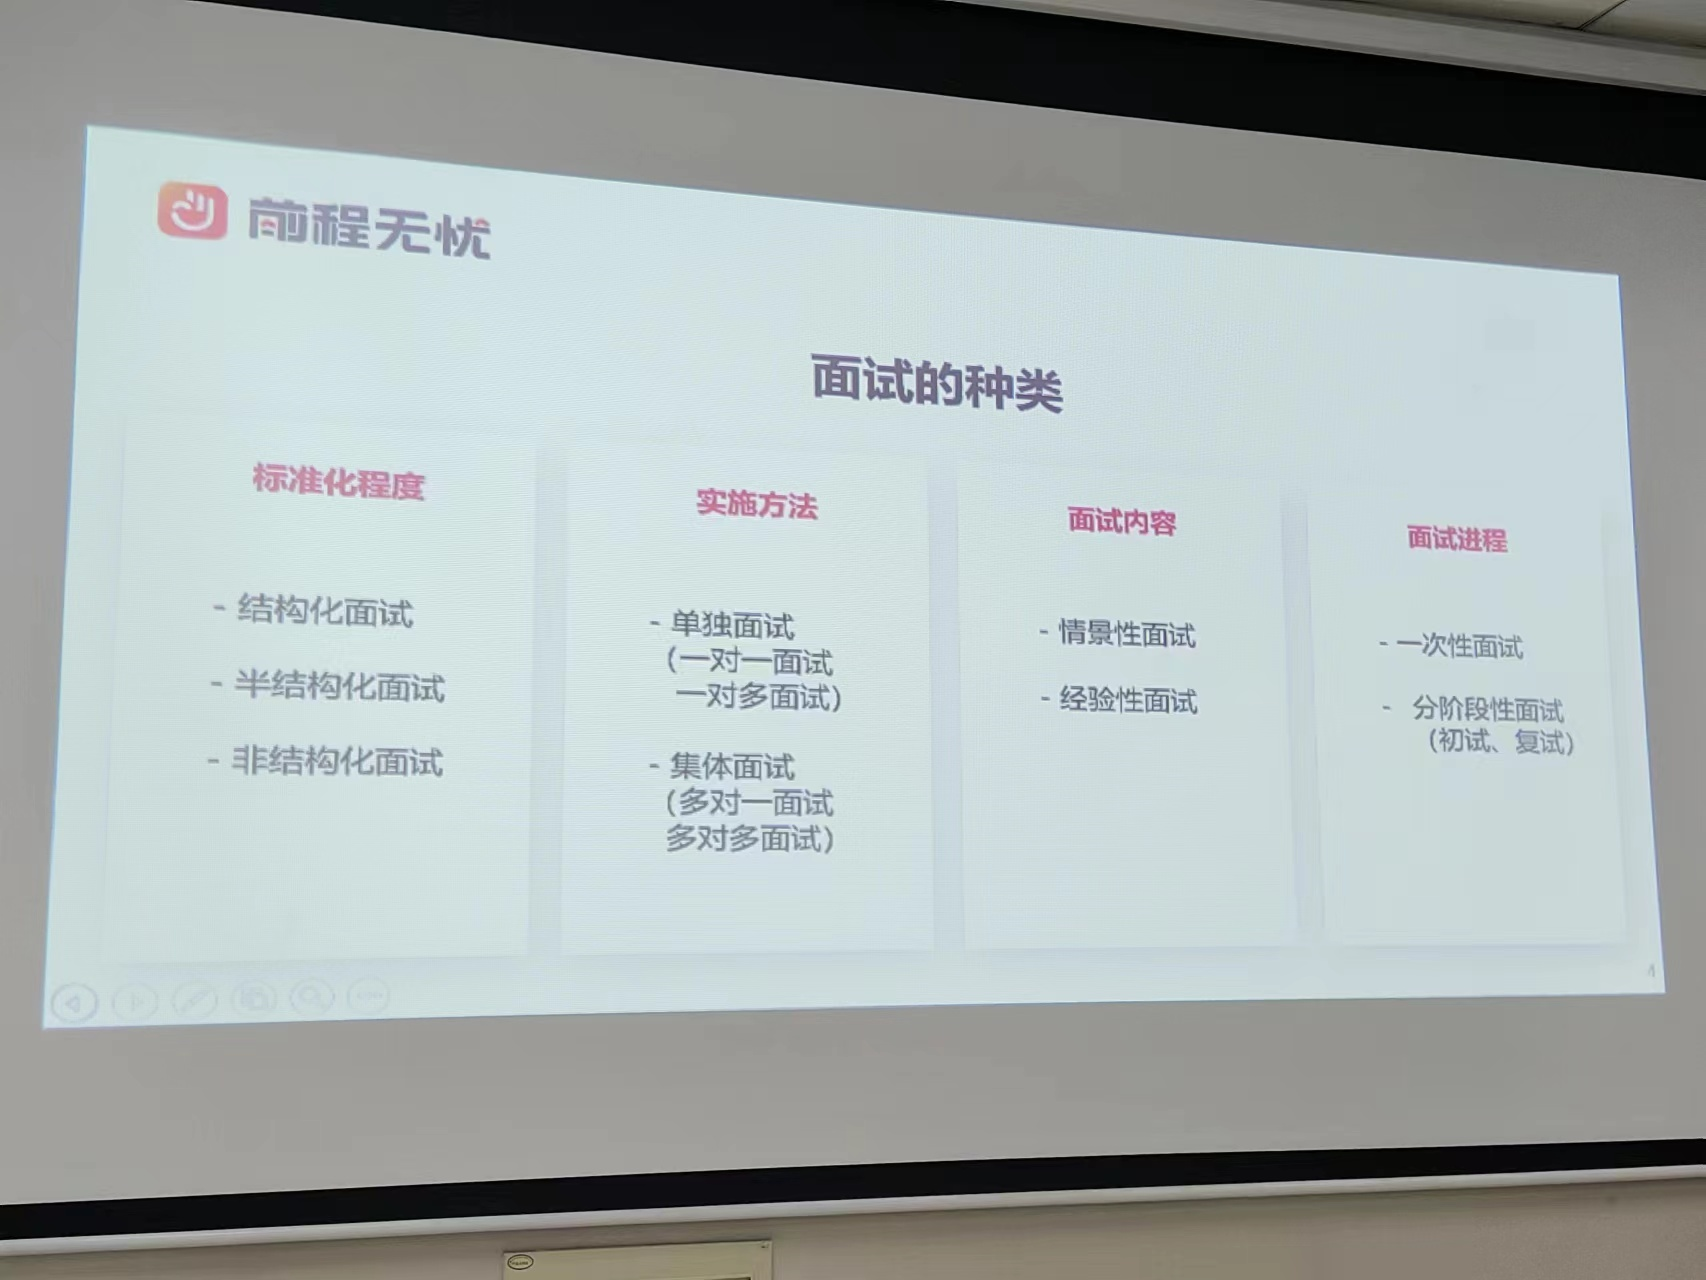 前程无忧
面试的种类
标准化程度
- 结构化面试
- 半结构化面试
- 非结构化面试
实施方法
- 单独面试
(一对一面试
一对多面试)
- 集体面试
(多对一面试
多对多面试)
面试内容
- 情景性面试
- 经验性面试
面试进程
- 一次性面试
- 分阶段性面试
(初试、复试)
4